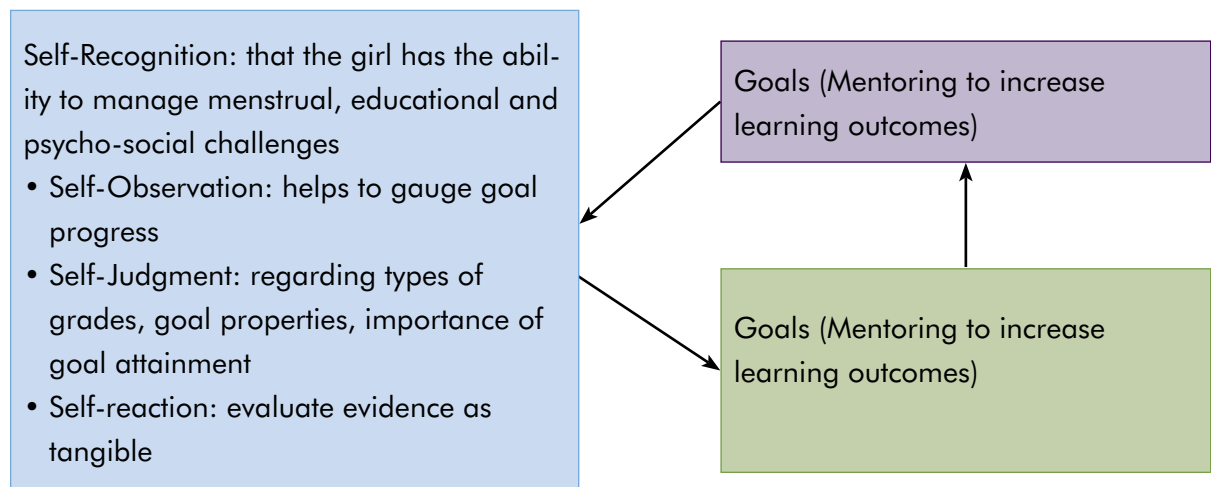 Self-Recognition: that the girl has the abil-
ity to manage menstrual, educational and
psycho-social challenges
• Self-Observation: helps to gauge goal
progress
• Self-Judgment: regarding types of
grades, goal properties, importance of
goal attainment
• Self-reaction: evaluate evidence as
tangible
Goals (Mentoring to increase
learning outcomes)
Goals (Mentoring to increase
learning outcomes)